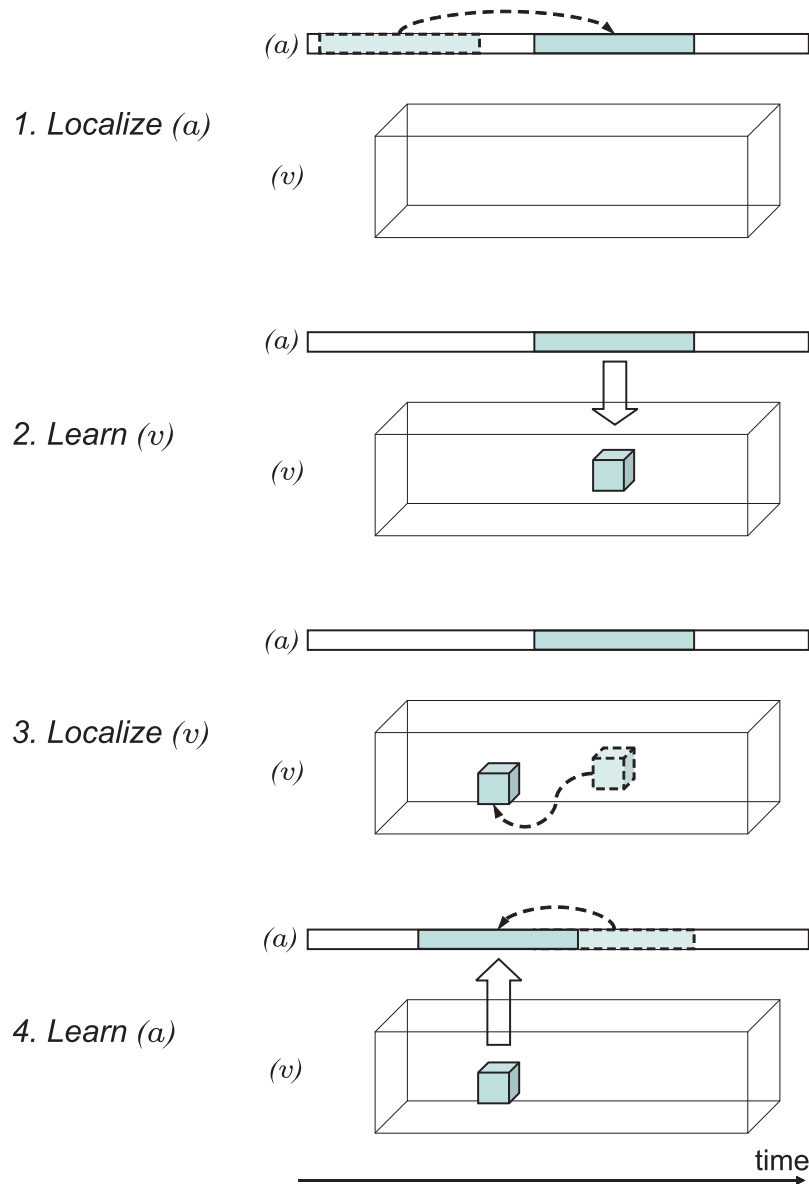 (a)
1. Localize (a)
(v)
(a)
2. Learn (v)
(v)
(a)
3. Localize (v)
(v)
(a)
4. Learn (a)
(v)
time